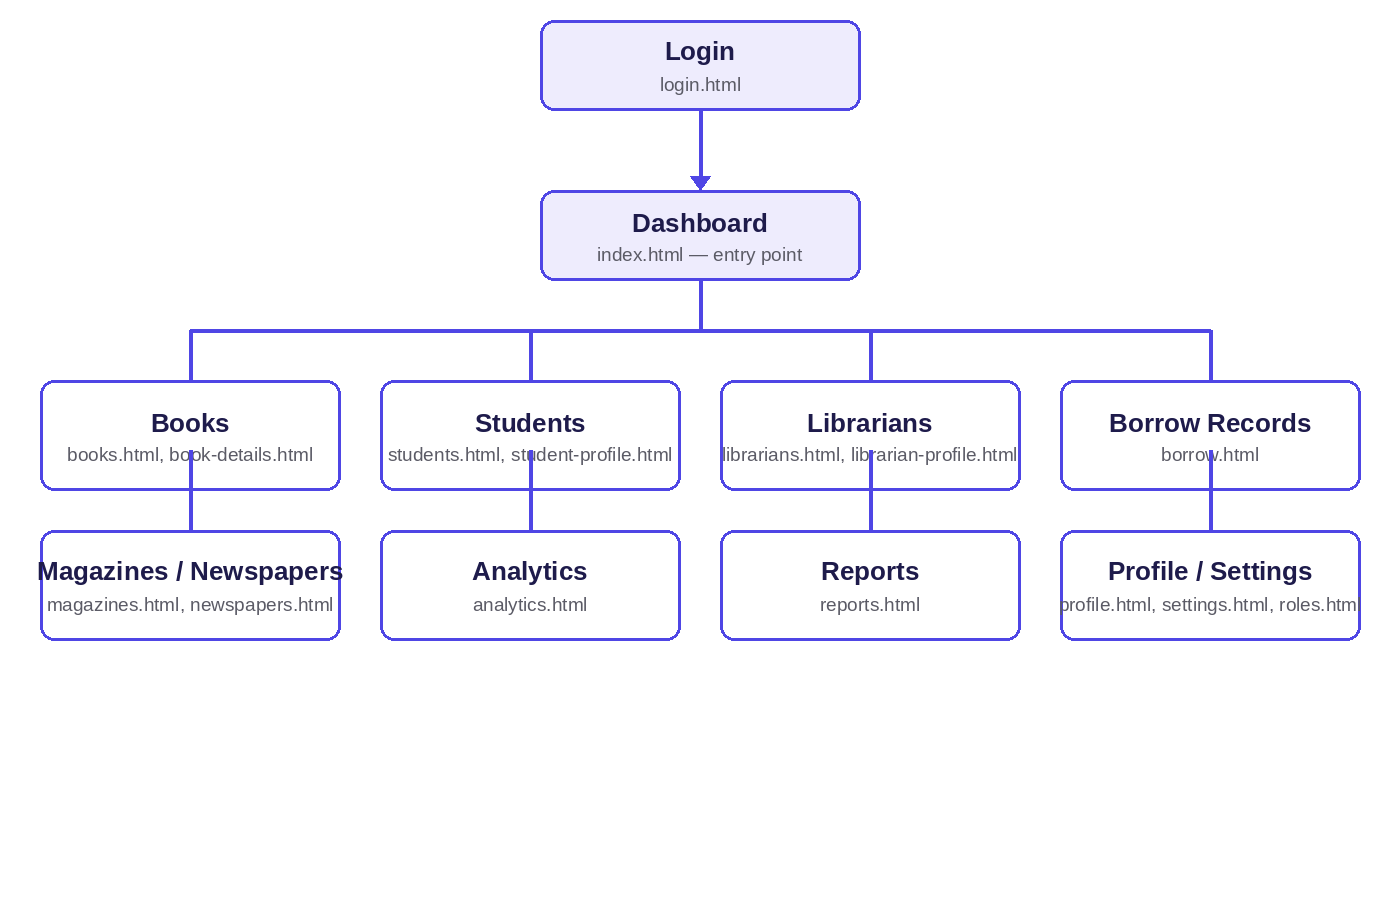 Login
login.html
Dashboard
index.html — entry point
Books
books.html, book-details.html
Students
students.html, student-profile.html
Librarians
librarians.html, librarian-profile.html
Borrow Records
borrow.html
Magazines / Newspapers
magazines.html, newspapers.html
Analytics
analytics.html
Reports
reports.html
Profile / Settings
profile.html, settings.html, roles.html